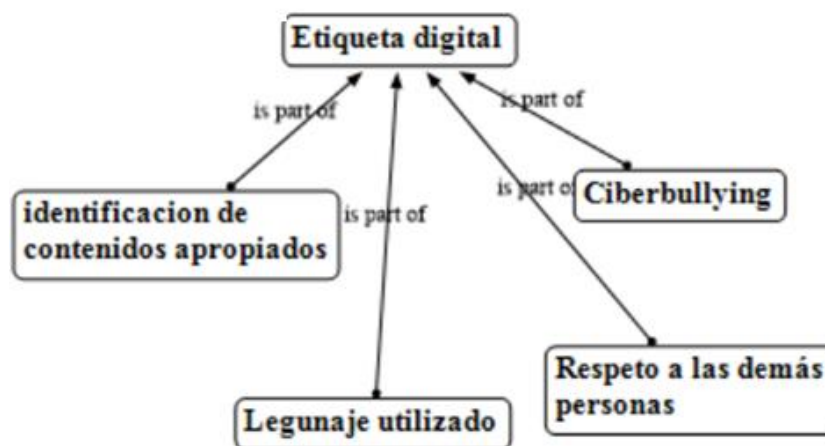 Etiqueta digital
is part of
is part of
identificacion de
contenidos apropiados
is part of
is part of
Ciberbullying
Respeto a las demás
personas
Legunaje utilizado